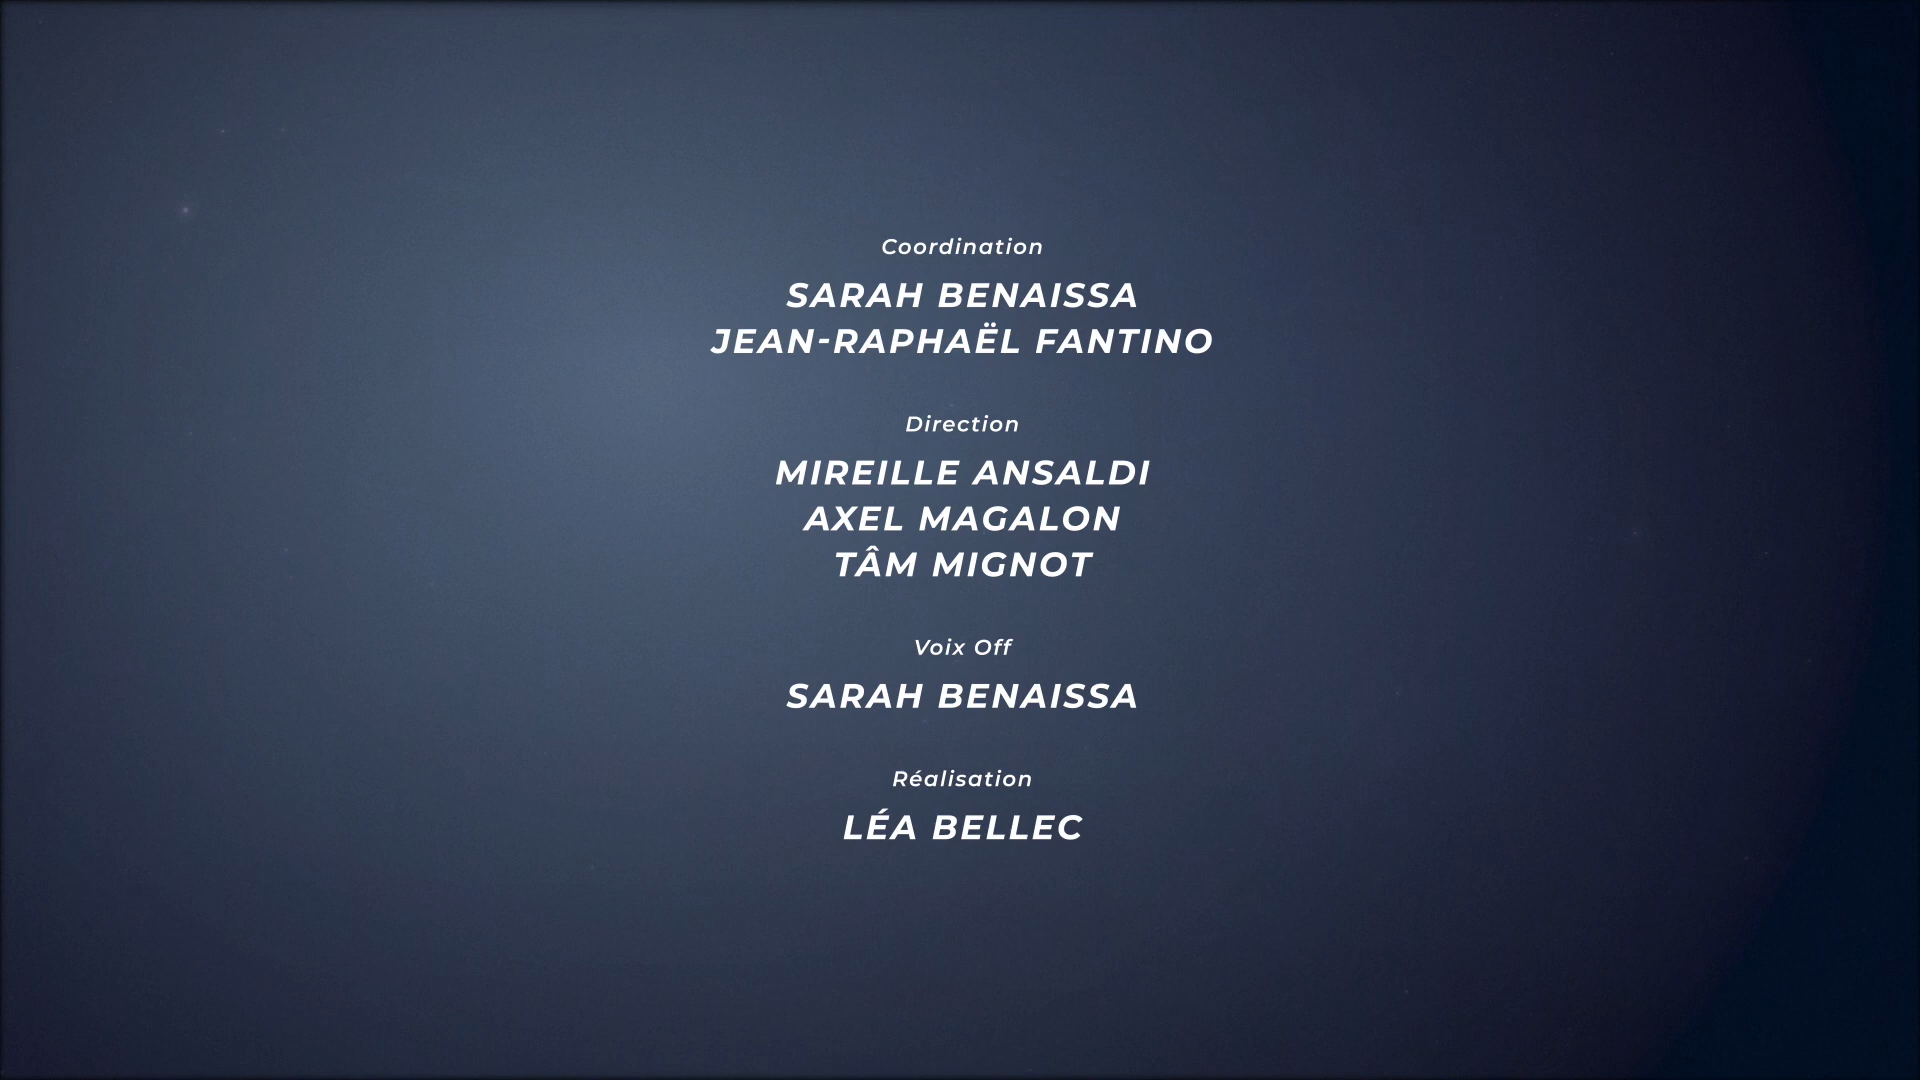 Coordination
SARAH BENAISSA
JEAN-RAPHAËL FANTINO
Direction
MIREILLE ANSALDI
AXEL MAGALON
TÂM MIGNOT
Voix Off
SARAH BENAISSA
Réalisation
LÉA BELLEC